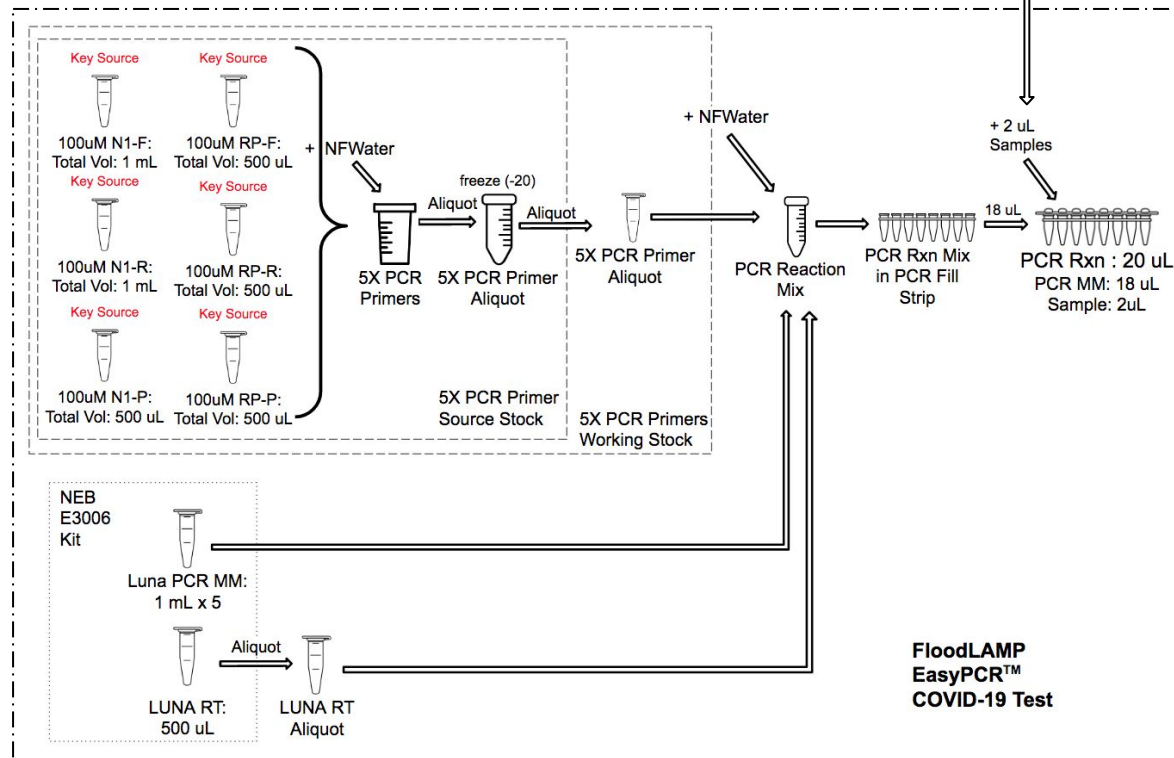 Key Source
Key Source
100uM N1-F:
Total Vol: 1 mL
100uM RP-F:
Total Vol: 500 uL
Key Source
Key Source
100uM N1-R:
Total Vol: 1 mL
100uM RP-R:
Total Vol: 500 uL
Key Source
Key Source
100uM N1-P:
Total Vol: 500 uL
100uM RP-P:
Total Vol: 500 uL
+ NFWater
5X PCR
Primers
Aliquot
freeze (-20)
5X PCR Primer
Aliquot
Aliquot
5X PCR Primer
Aliquot
5X PCR Primer
Source Stock
5X PCR Primers
Working Stock
+ NFWater
PCR Reaction
Mix
PCR Rxn Mix
in PCR Fill
Strip
18 uL
+ 2 uL
Samples
PCR Rxn : 20 uL
PCR MM: 18 uL
Sample: 2uL
NEB
E3006
Kit
Luna PCR MM:
1 mL x 5
LUNA RT:
500 uL
Aliquot
LUNA RT
Aliquot
FloodLAMP
EasyPCR™
COVID-19 Test